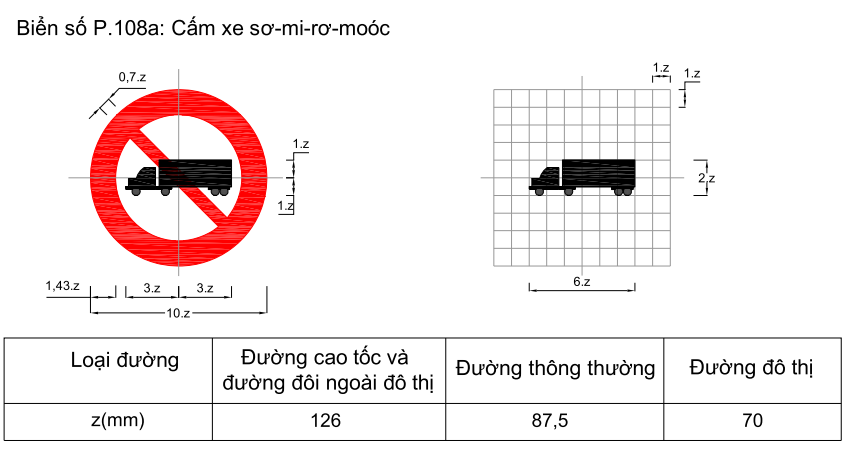 Biển số P.108a: Cấm xe sơ-mi-rơ-moóc
0,7.z
1.z
1.z
1,43.z
3.z
3.z
10.z
1.z
1.z
2.z
6.z
Loại đường
Đường cao tốc và
đường đôi ngoài đô thị
Đường thông thường
Đường đô thị
z(mm)
126
87,5
70